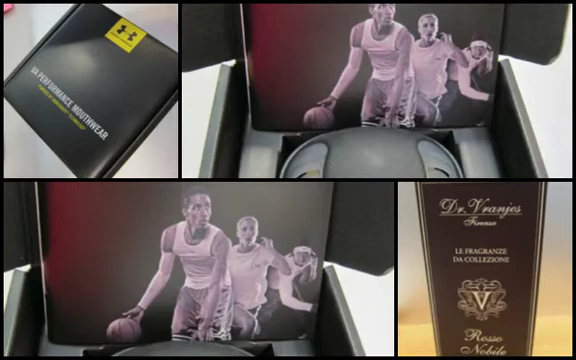 UA PERFORMANCE MOUTHWEAR
Dr. Vranjes
Firenze
LE FRAGRANZE
DA COLLEZIONE
V
Rosso
Nobile